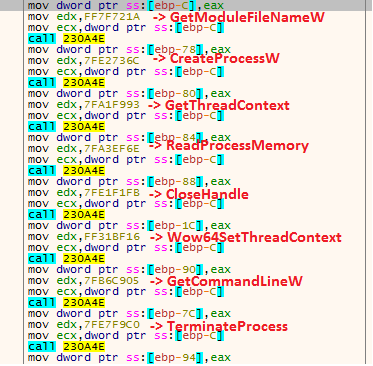 mov dword ptr ss:[ebp-C],eax
mov edx,FF7F721A -> GetModuleFileNameW
mov ecx,dword ptr ss:[ebp-C]
call 230A4E
mov dword ptr ss:[ebp-78],eax
mov edx,7FE2736C -> CreateProcessW
mov ecx,dword ptr ss:[ebp-C]
call 230A4E
mov dword ptr ss:[ebp-80],eax
mov edx,7FA1F993 -> GetThreadContext
mov ecx,dword ptr ss:[ebp-C]
call 230A4E
mov dword ptr ss:[ebp-84],eax
mov edx,7FA3EF6E -> ReadProcessMemory
mov ecx,dword ptr ss:[ebp-C]
call 230A4E
mov dword ptr ss:[ebp-88],eax
mov edx,7FE1F1FB -> CloseHandle
mov ecx,dword ptr ss:[ebp-C]
call 230A4E
mov dword ptr ss:[ebp-1C],eax
mov edx,FF31BF16 -> Wow64SetThreadContext
mov ecx,dword ptr ss:[ebp-C]
call 230A4E
mov dword ptr ss:[ebp-90],eax
mov edx,7FB6C905 -> GetCommandLineW
mov ecx,dword ptr ss:[ebp-C]
call 230A4E
mov dword ptr ss:[ebp-7C],eax
mov edx,7FE7F9C0 -> TerminateProcess
mov ecx,dword ptr ss:[ebp-C]
call 230A4E
mov dword ptr ss:[ebp-94],eax